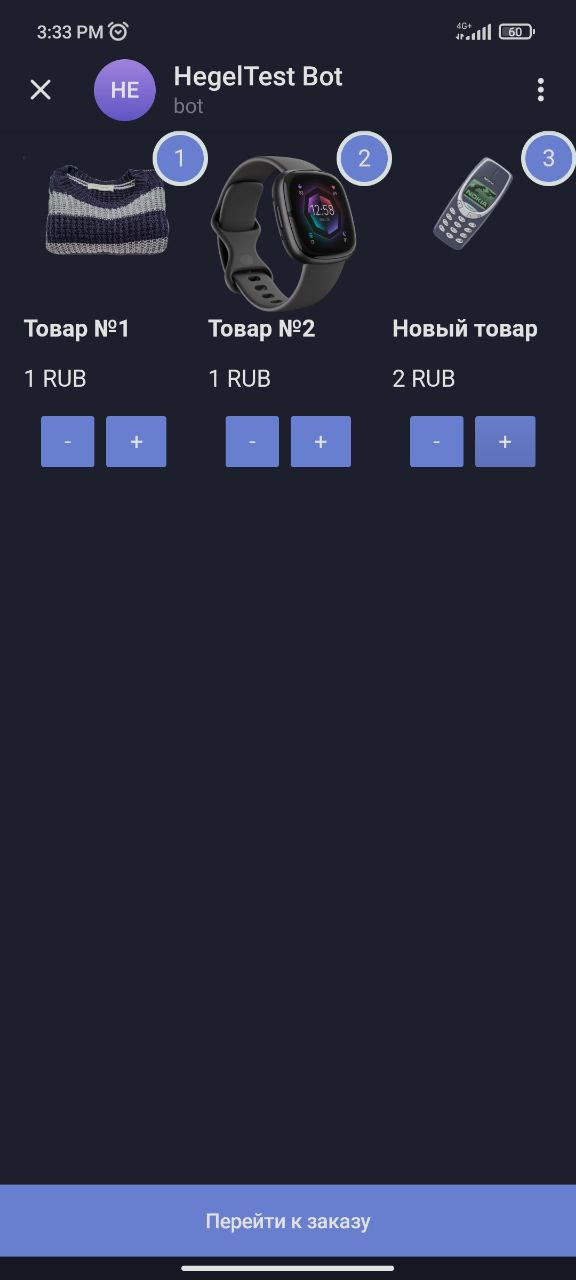 3:33 PM
4G+
60
HE
HegelTest Bot
bot
1
2
3
12:58
NOKIA
Товар №1
Товар №2
Новый товар
1 RUB
1 RUB
2 RUB
- +
- +
- +
Перейти к заказу